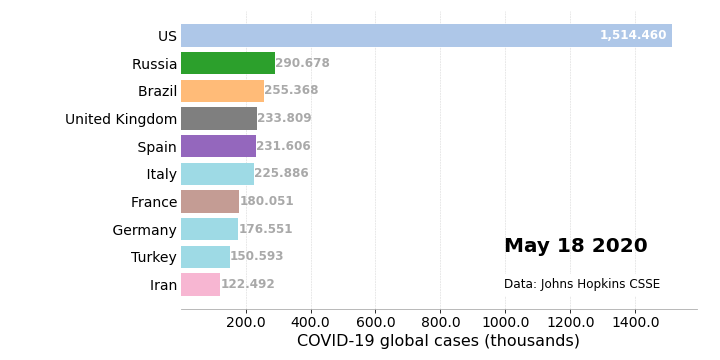 US 1,514.460
Russia 290.678
Brazil 255.368
United Kingdom 233.809
Spain 231.606
Italy 225.886
France 180.051
Germany 176.551
May 18 2020
Turkey 150.593
Iran 122.492
Data: Johns Hopkins CSSE
200.0 400.0 600.0 800.0 1000.0 1200.0 1400.0
COVID-19 global cases (thousands)